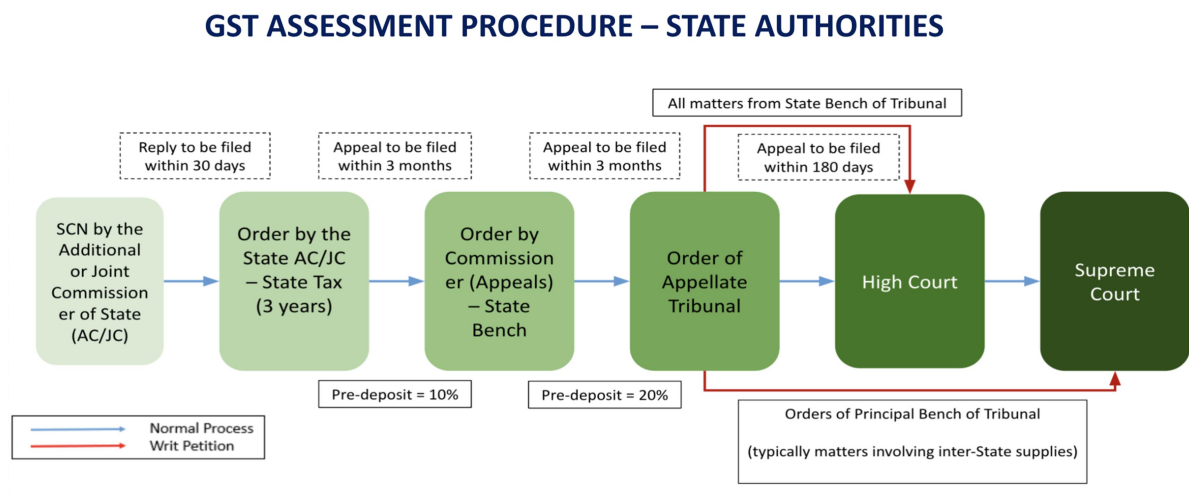 GST ASSESSMENT PROCEDURE – STATE AUTHORITIES
All matters from State Bench of Tribunal
Reply to be filed
within 30 days
Appeal to be filed
within 3 months
Appeal to be filed
within 3 months
Appeal to be filed
within 180 days
SCN by the
Additional
or Joint
Commission
er of State
(AC/JC)
Order by the
State AC/JC
– State Tax
(3 years)
Order by
Commission
er (Appeals)
– State
Bench
Order of
Appellate
Tribunal
High Court
Supreme
Court
Pre-deposit = 10%
Pre-deposit = 20%
Orders of Principal Bench of Tribunal
(typically matters involving inter-State supplies)
Normal Process
Writ Petition